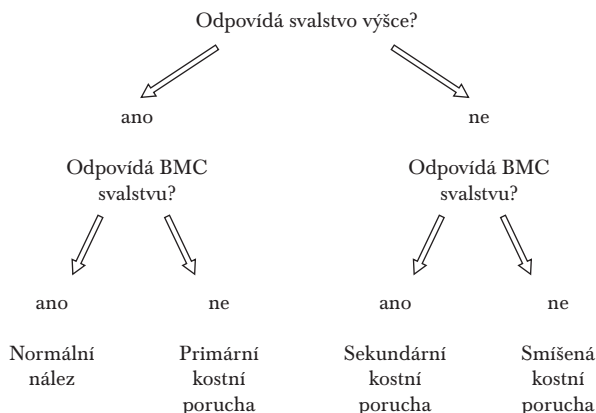 Odpovídá svalstvo výšce?
ano
ne
Odpovídá BMC
svalstvu?
Odpovídá BMC
svalstvu?
ano
ne
ano
ne
Normální
nález
Primární
kostní
porucha
Sekundární
kostní
porucha
Smíšená
kostní
porucha